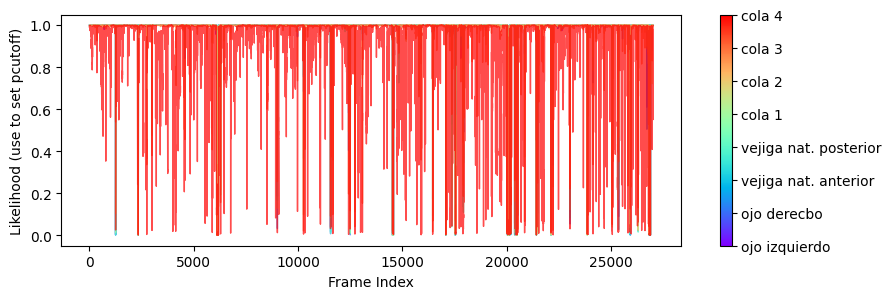 Likelihood (use to set pcutoff)
1.0
0.8
0.6
0.4
0.2
0.0
0 5000 10000 15000 20000 25000
Frame Index
cola 4
cola 3
cola 2
cola 1
vejiga nat. posterior
vejiga nat. anterior
ojo derecbo
ojo izquierdo